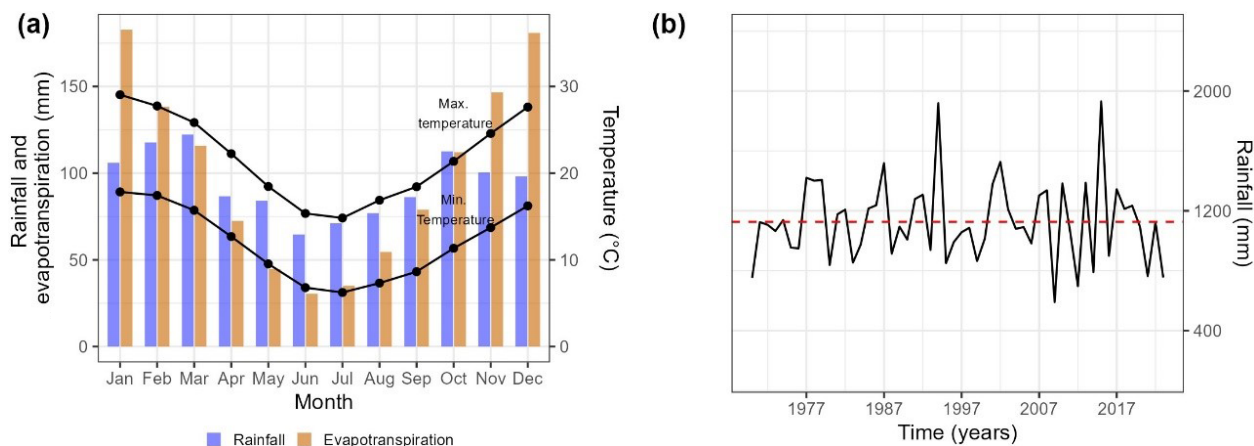 (a)
Rainfall and
evapotranspiration (mm)
150
100
50
0
Max.
temperature
Min.
Temperature
30
20
10
0
Temperature (°C)
Jan Feb Mar Apr May Jun Jul Aug Sep Oct Nov Dec
Month
Rainfall Evapotranspiration
(b)
2000
1200
400
Rainfall
(mm)
1977 1987 1997 2007 2017
Time (years)